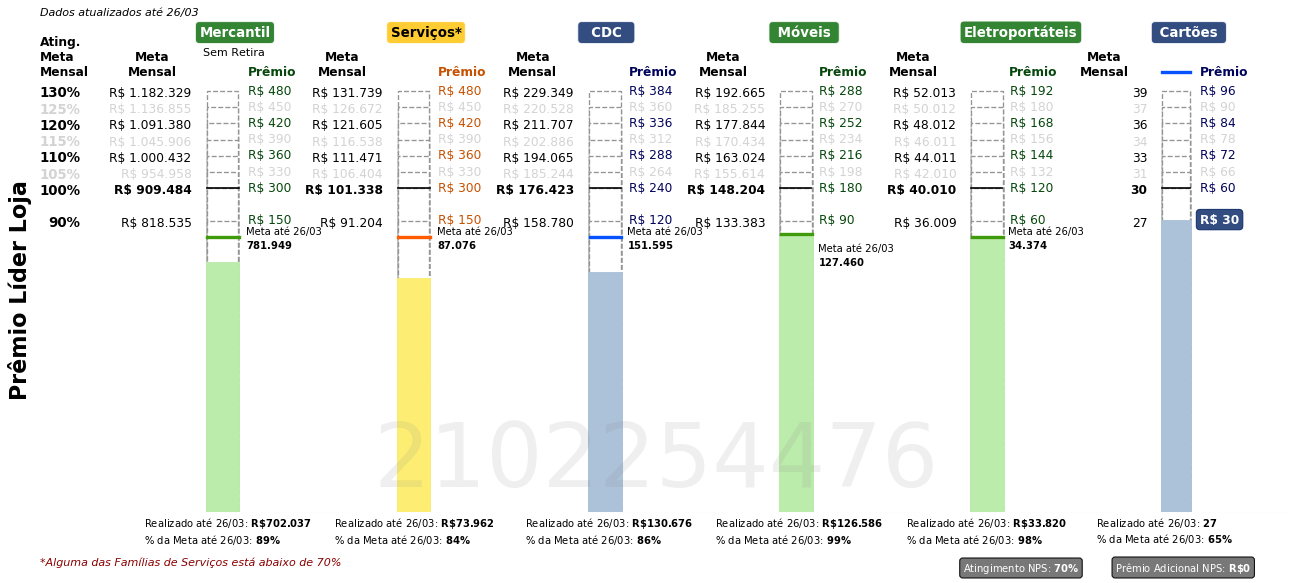 Dados atualizados até 26/03
Mercantil Serviços* CDC Móveis Eletroportáteis Cartões
Sem Retira
Ating. Meta Mensal
Meta Mensal Prêmio Meta Mensal Prêmio Meta Mensal Prêmio Meta Mensal Prêmio Meta Mensal Prêmio Meta Mensal Prêmio
130% R$ 1.182.329 R$ 480 R$ 131.739 R$ 480 R$ 229.349 R$ 384 R$ 192.665 R$ 288 R$ 52.013 R$ 192 39 R$ 96
125% R$ 1.136.855 R$ 450 R$ 126.672 R$ 450 R$ 220.528 R$ 360 R$ 185.255 R$ 270 R$ 50.012 R$ 180 37 R$ 90
120% R$ 1.091.380 R$ 420 R$ 121.605 R$ 420 R$ 211.707 R$ 336 R$ 177.844 R$ 252 R$ 48.012 R$ 168 36 R$ 84
115% R$ 1.045.906 R$ 390 R$ 116.538 R$ 390 R$ 202.886 R$ 312 R$ 170.434 R$ 234 R$ 46.011 R$ 156 34 R$ 78
110% R$ 1.000.432 R$ 360 R$ 111.471 R$ 360 R$ 194.065 R$ 288 R$ 163.024 R$ 216 R$ 44.011 R$ 144 33 R$ 72
105% R$ 954.958 R$ 330 R$ 106.404 R$ 330 R$ 185.244 R$ 264 R$ 155.614 R$ 198 R$ 42.010 R$ 132 31 R$ 66
100% R$ 909.484 R$ 300 R$ 101.338 R$ 300 R$ 176.423 R$ 240 R$ 148.204 R$ 180 R$ 40.010 R$ 120 30 R$ 60
90% R$ 818.535 R$ 150 R$ 91.204 R$ 150 R$ 158.780 R$ 120 R$ 133.383 R$ 90 R$ 36.009 R$ 60 27 R$ 30
Meta até 26/03
781.949
Meta até 26/03
87.076
Meta até 26/03
151.595
Meta até 26/03
127.460
Meta até 26/03
34.374
Prêmio Líder Loja
2102254476
Realizado até 26/03: R$702.037
% da Meta até 26/03: 89%
Realizado até 26/03: R$73.962
% da Meta até 26/03: 84%
Realizado até 26/03: R$130.676
% da Meta até 26/03: 86%
Realizado até 26/03: R$126.586
% da Meta até 26/03: 99%
Realizado até 26/03: R$33.820
% da Meta até 26/03: 98%
Realizado até 26/03: 27
% da Meta até 26/03: 65%
*Alguma das Famílias de Serviços está abaixo de 70%
Atingimento NPS: 70%
Prêmio Adicional NPS: R$0